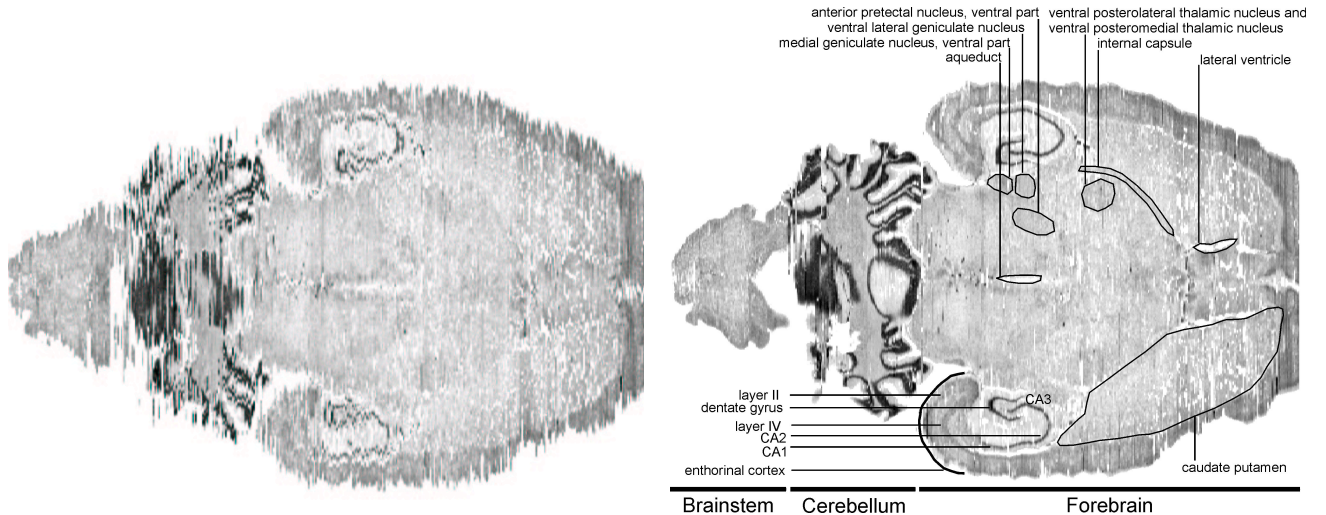 anterior pretectal nucleus, ventral part
ventral lateral geniculate nucleus
medial geniculate nucleus, ventral part
aqueduct
ventral posterolateral thalamic nucleus and
ventral posteromedial thalamic nucleus
internal capsule
lateral ventricle
layer II
dentate gyrus
CA3
layer IV
CA2
CA1
enthorinal cortex
caudate putamen
Brainstem
Cerebellum
Forebrain